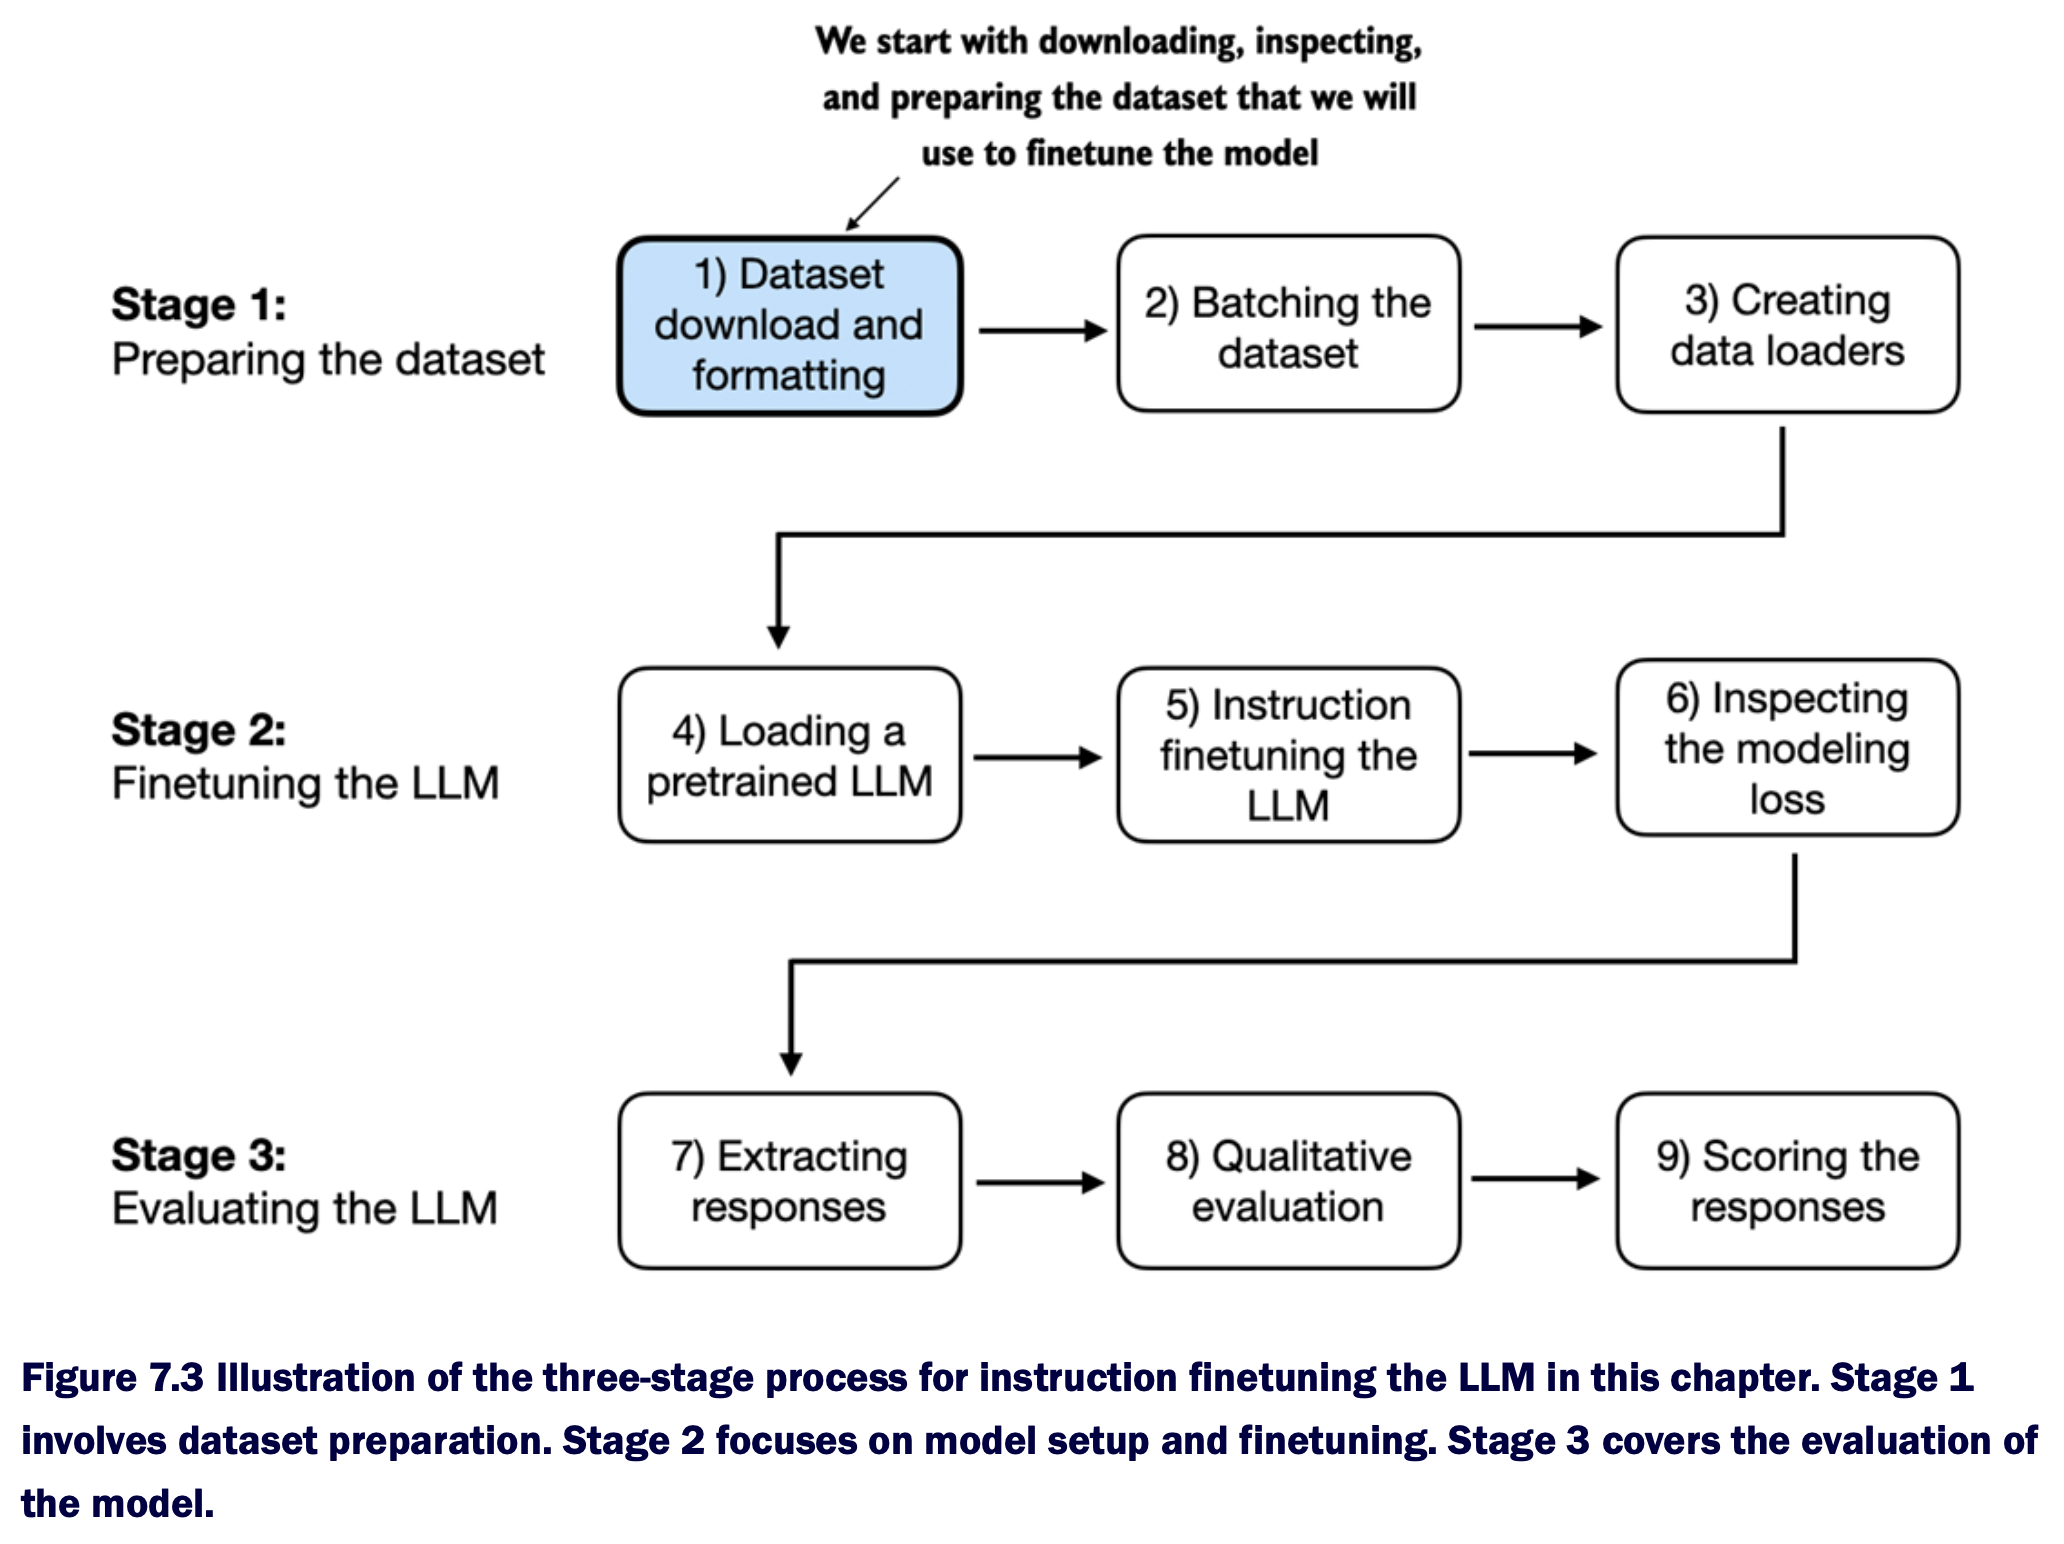 We start with downloading, inspecting,
and preparing the dataset that we will
use to finetune the model
Stage 1:
Preparing the dataset
1) Dataset
download and
formatting
2) Batching the
dataset
3) Creating
data loaders
Stage 2:
Finetuning the LLM
4) Loading a
pretrained LLM
5) Instruction
finetuning the
LLM
6) Inspecting
the modeling
loss
Stage 3:
Evaluating the LLM
7) Extracting
responses
8) Qualitative
evaluation
9) Scoring the
responses
Figure 7.3 Illustration of the three-stage process for instruction finetuning the LLM in this chapter. Stage 1
involves dataset preparation. Stage 2 focuses on model setup and finetuning. Stage 3 covers the evaluation of
the model.